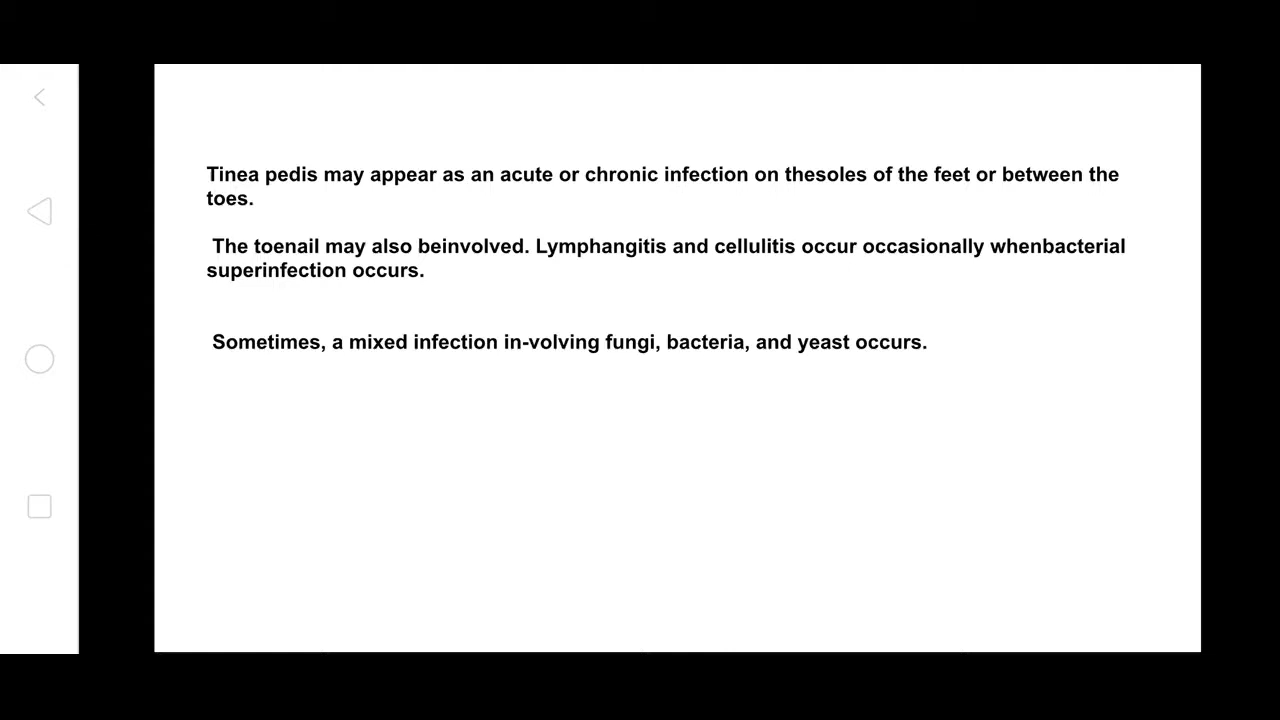 Tinea pedis may appear as an acute or chronic infection on thesoles of the feet or between the
toes.
The toenail may also beinvolved. Lymphangitis and cellulitis occur occasionally whenbacterial
superinfection occurs.
Sometimes, a mixed infection in-volving fungi, bacteria, and yeast occurs.